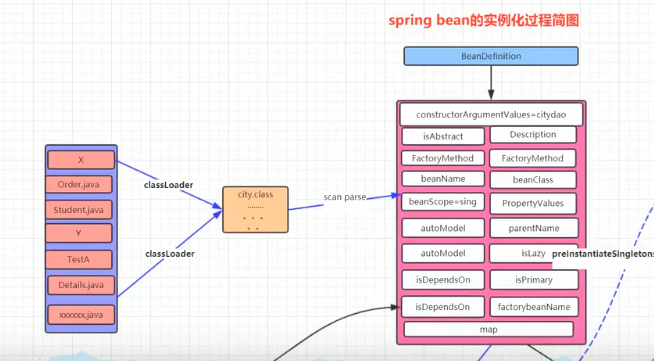 spring bean的实例化过程简图
BeanDefinition
constructorArgumentValues=citydao
isAbstract
Description
FactoryMethod
FactoryMethod
beanName
beanClass
beanScope=sing
PropertyValues
autoModel
parentName
autoModel
isLazy
preInstantiateSingletons
isDependsOn
isPrimary
isDependsOn
factorybeanName
map
X
Order.java
Student.java
Y
TestA
Details.java
xxxxxx.java
classLoader
classLoader
city.class
........
. . .
. .
scan parse